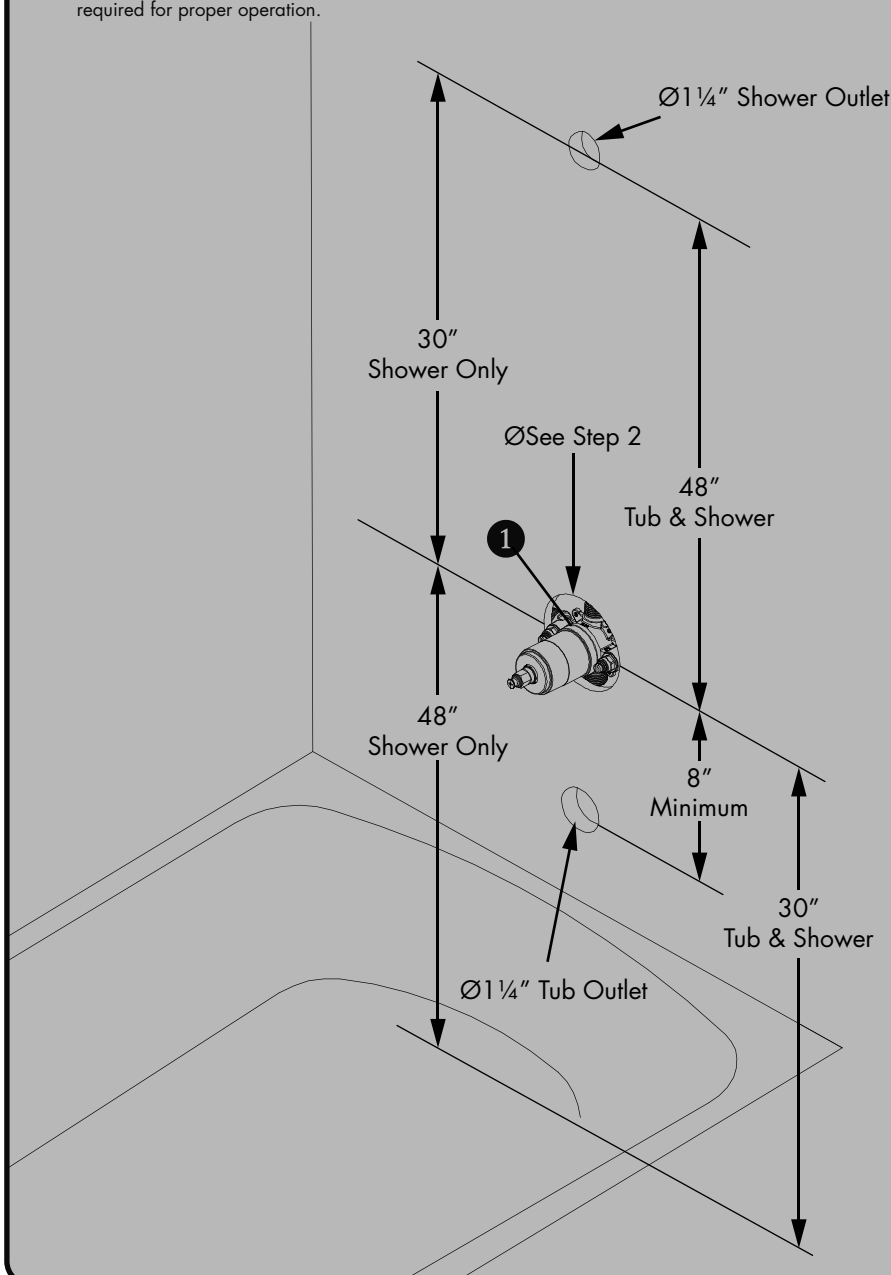 required for proper operation.
Ø1¼” Shower Outlet
30”
Shower Only
ØSee Step 2
48”
Tub & Shower
1
48”
Shower Only
8”
Minimum
30”
Tub & Shower
Ø1¼” Tub Outlet